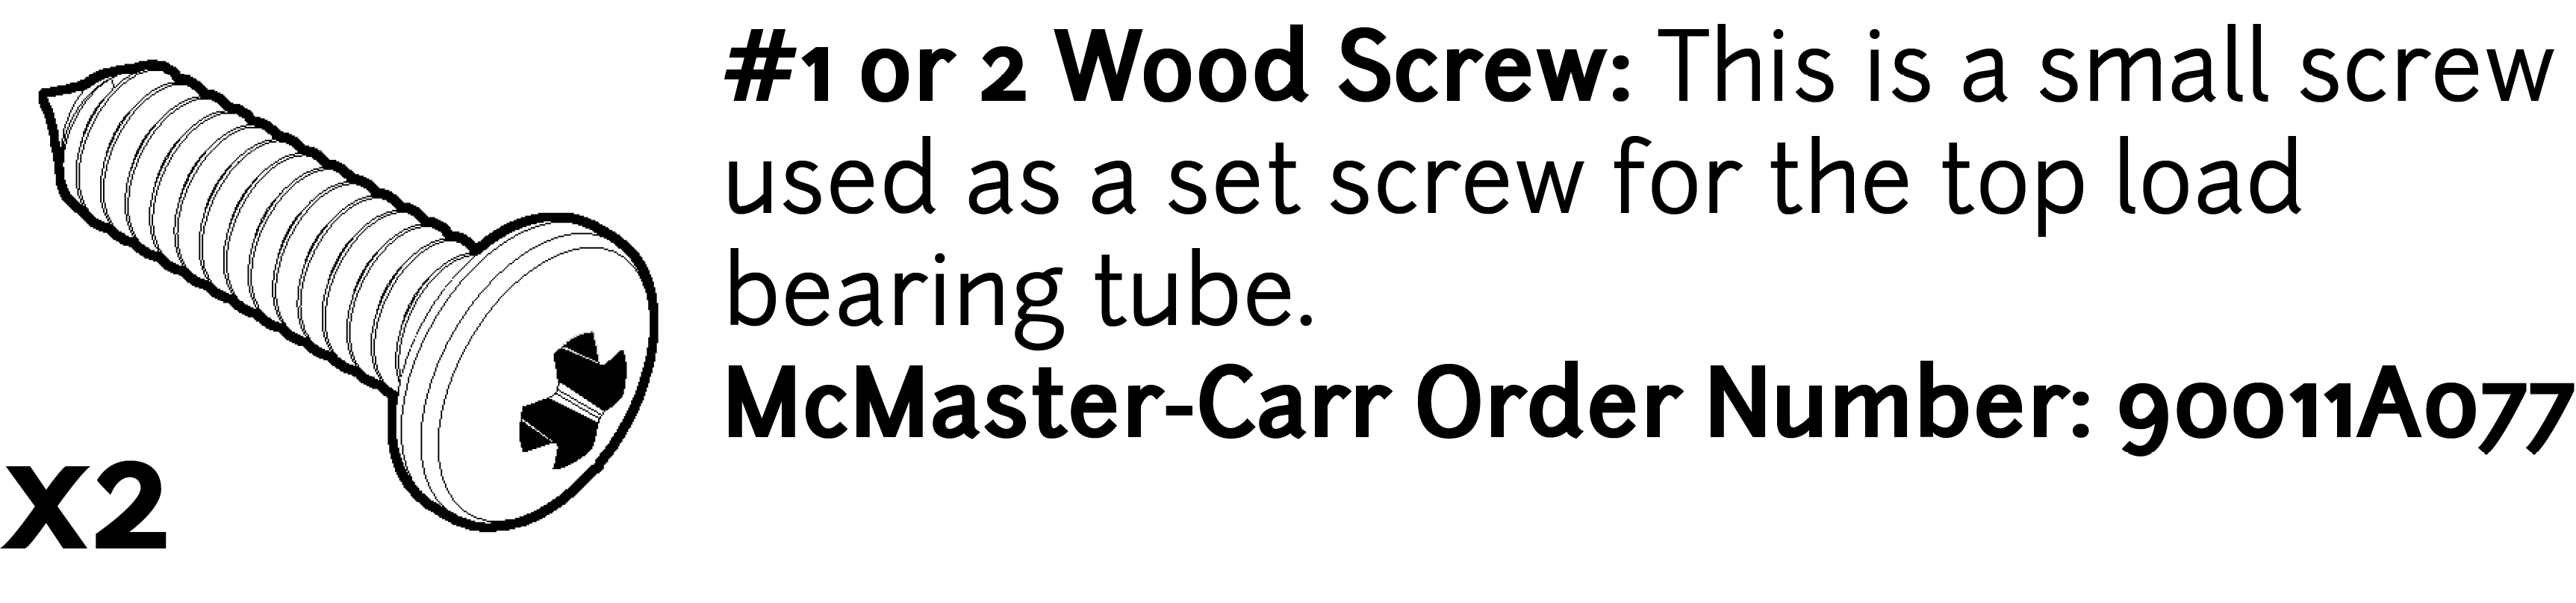 #1 or 2 Wood Screw: This is a small screw
used as a set screw for the top load
bearing tube.
McMaster-Carr Order Number: 90011A077
X2